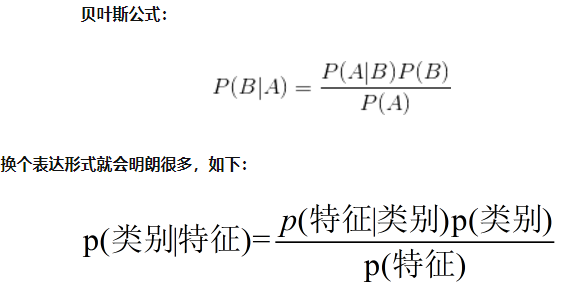 贝叶斯公式：
P(B|A) = P(A|B)P(B) / P(A)
换个表达形式就会明朗很多，如下：
p(类别|特征)=p(特征|类别)p(类别) / p(特征)